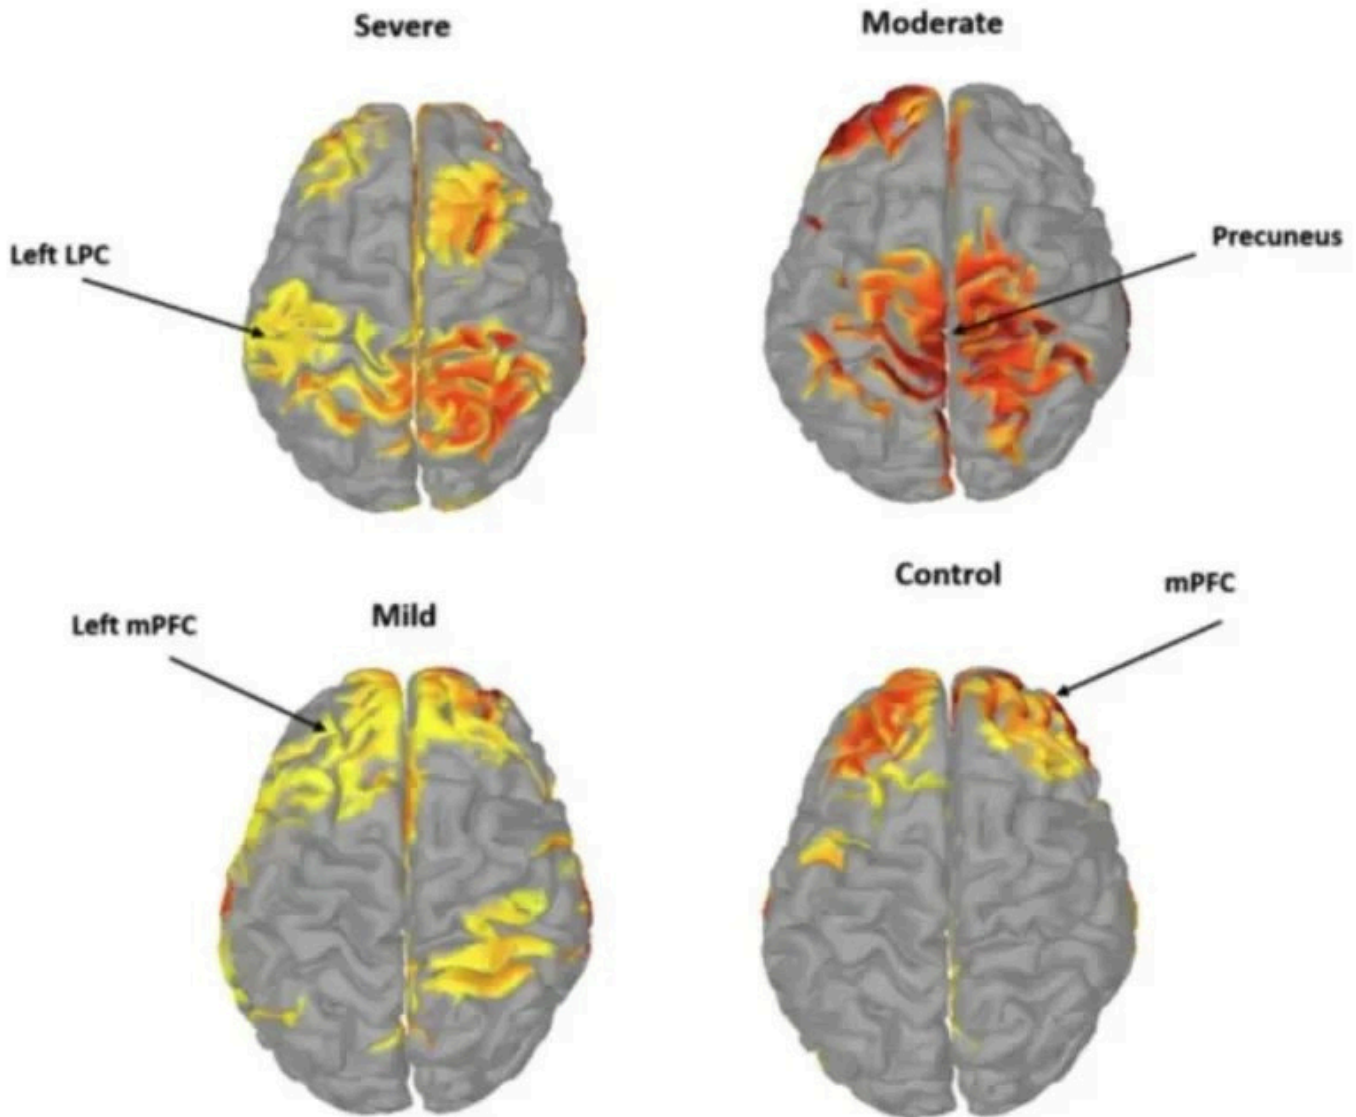 Severe
Moderate
Left LPC
Precuneus
Mild
Control
Left mPFC
mPFC